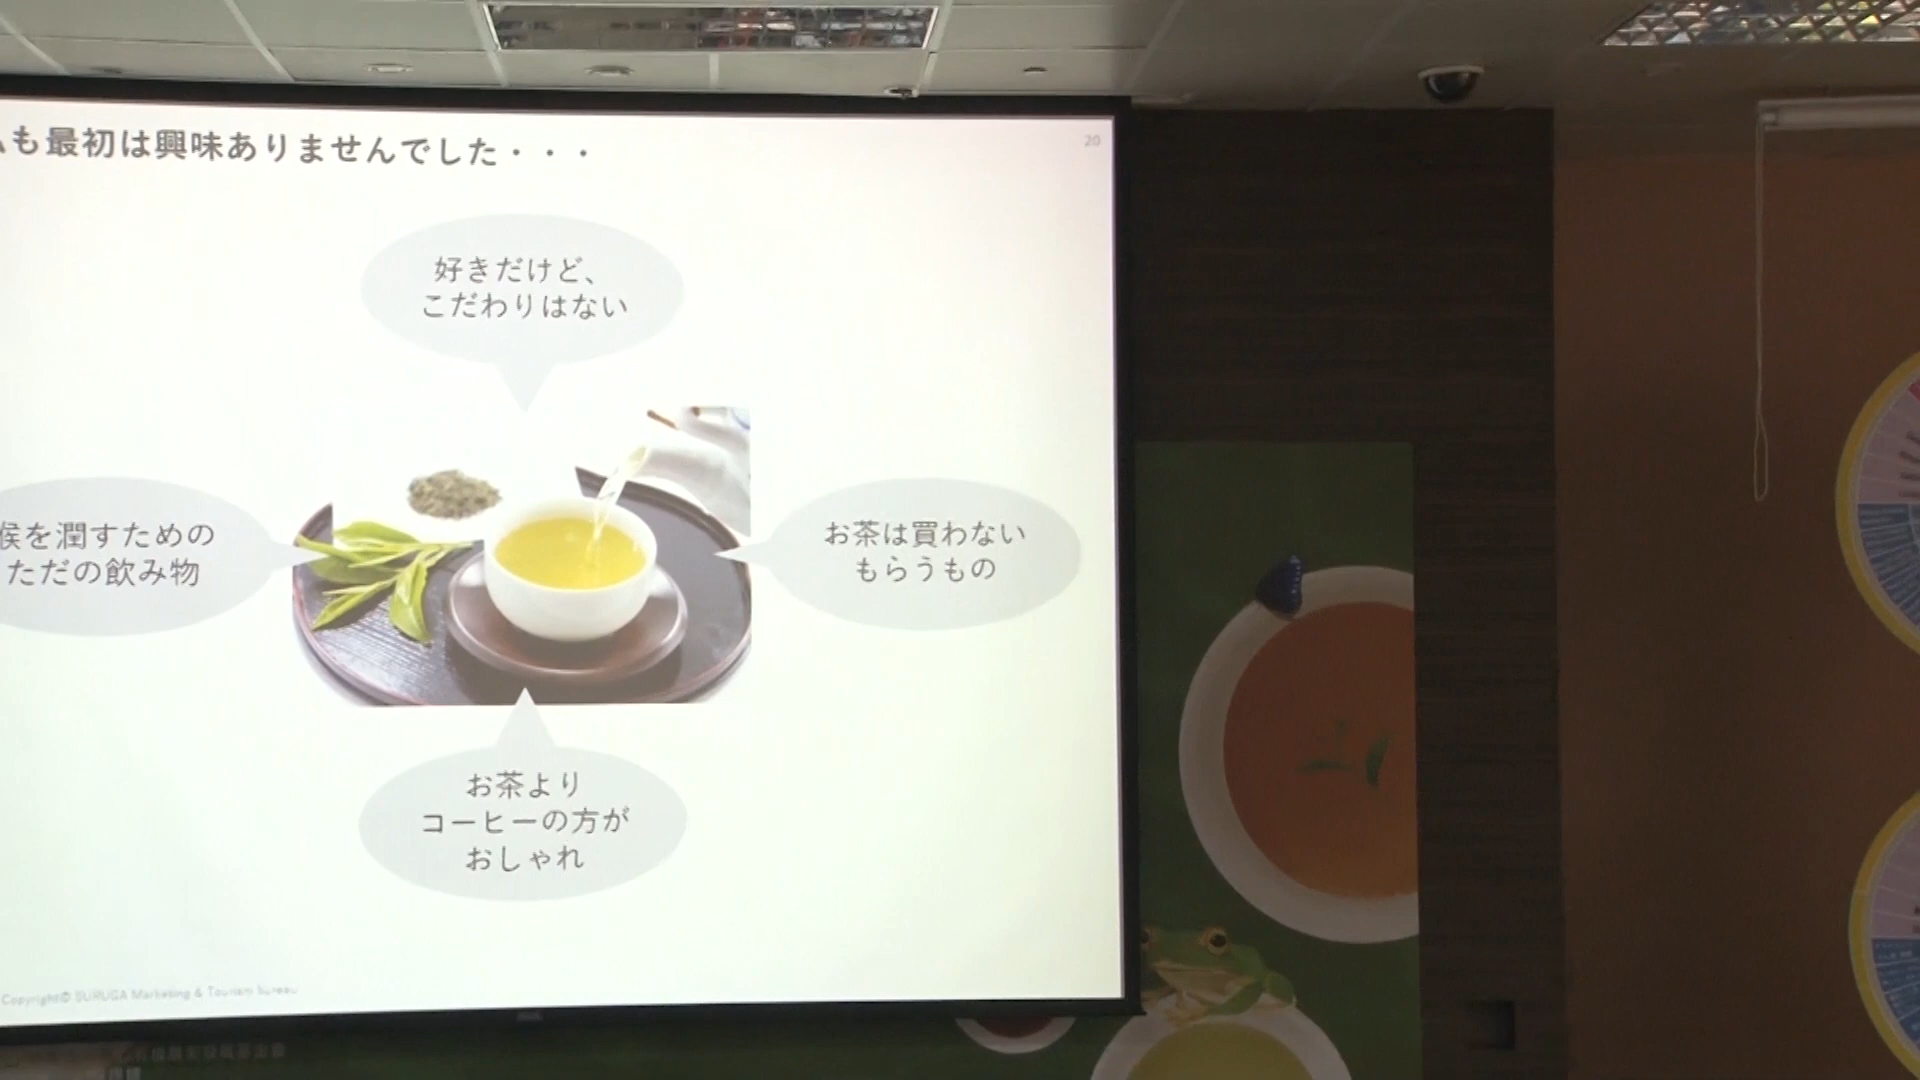 も最初は興味ありませんでした・・・
20
好きだけど、
こだわりはない
喉を潤すための
ただの飲み物
お茶は買わない
もらうもの
お茶より
コーヒーの方が
おしゃれ
Copyright© SURUGA Marketing & Tourism bureau